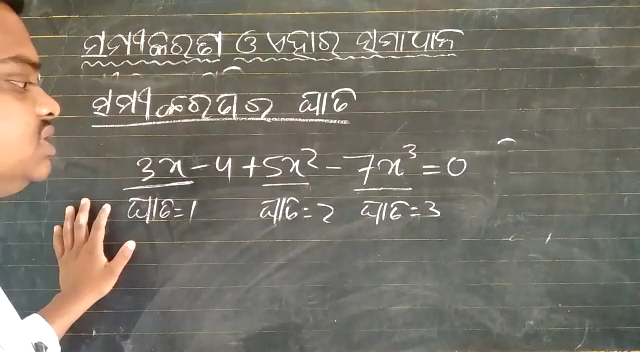 ସମୀକରଣ ଓ ଏହାର ସମାଧାନ
ସମୀକରଣର ଘାତ
3x - 4 + 5x² - 7x³ = 0
ଘାତ = 1 ଘାତ = 2 ଘାତ = 3